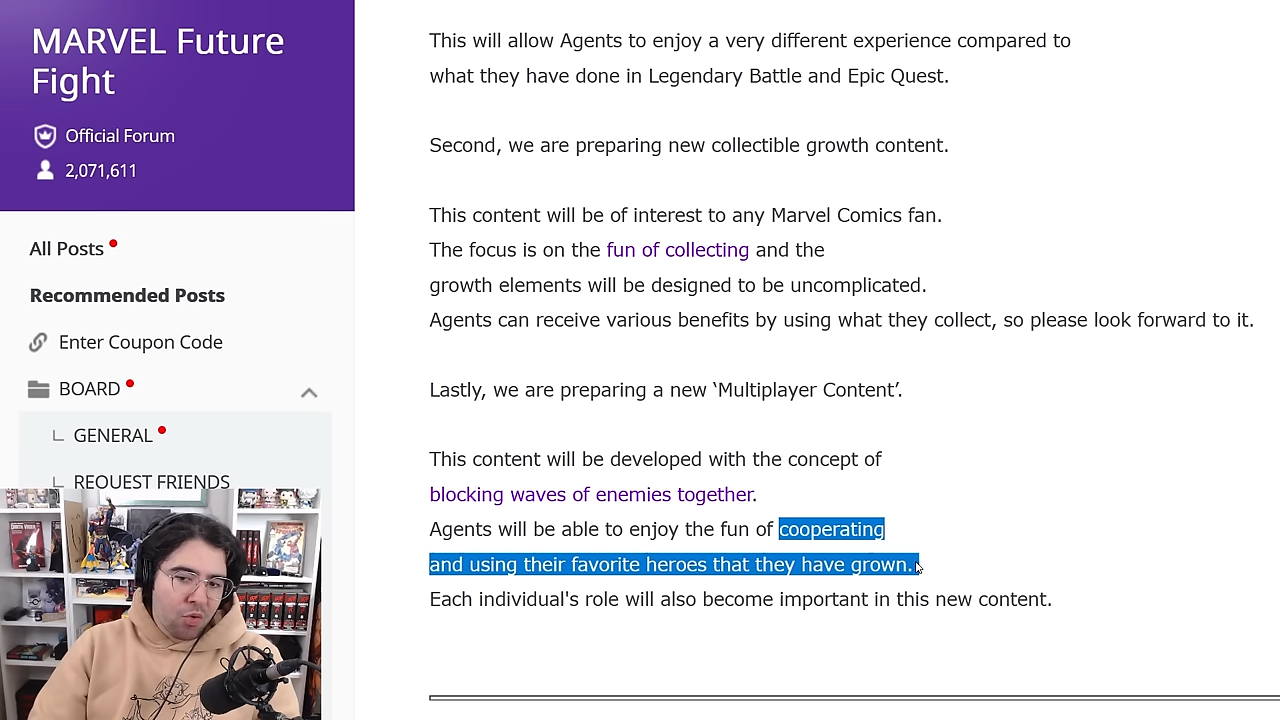 MARVEL Future
Fight
Official Forum
2,071,611
All Posts
Recommended Posts
Enter Coupon Code
BOARD
GENERAL
REQUEST FRIENDS
This will allow Agents to enjoy a very different experience compared to
what they have done in Legendary Battle and Epic Quest.
Second, we are preparing new collectible growth content.
This content will be of interest to any Marvel Comics fan.
The focus is on the fun of collecting and the
growth elements will be designed to be uncomplicated.
Agents can receive various benefits by using what they collect, so please look forward to it.
Lastly, we are preparing a new ‘Multiplayer Content’.
This content will be developed with the concept of
blocking waves of enemies together.
Agents will be able to enjoy the fun of cooperating
and using their favorite heroes that they have grown.
Each individual's role will also become important in this new content.